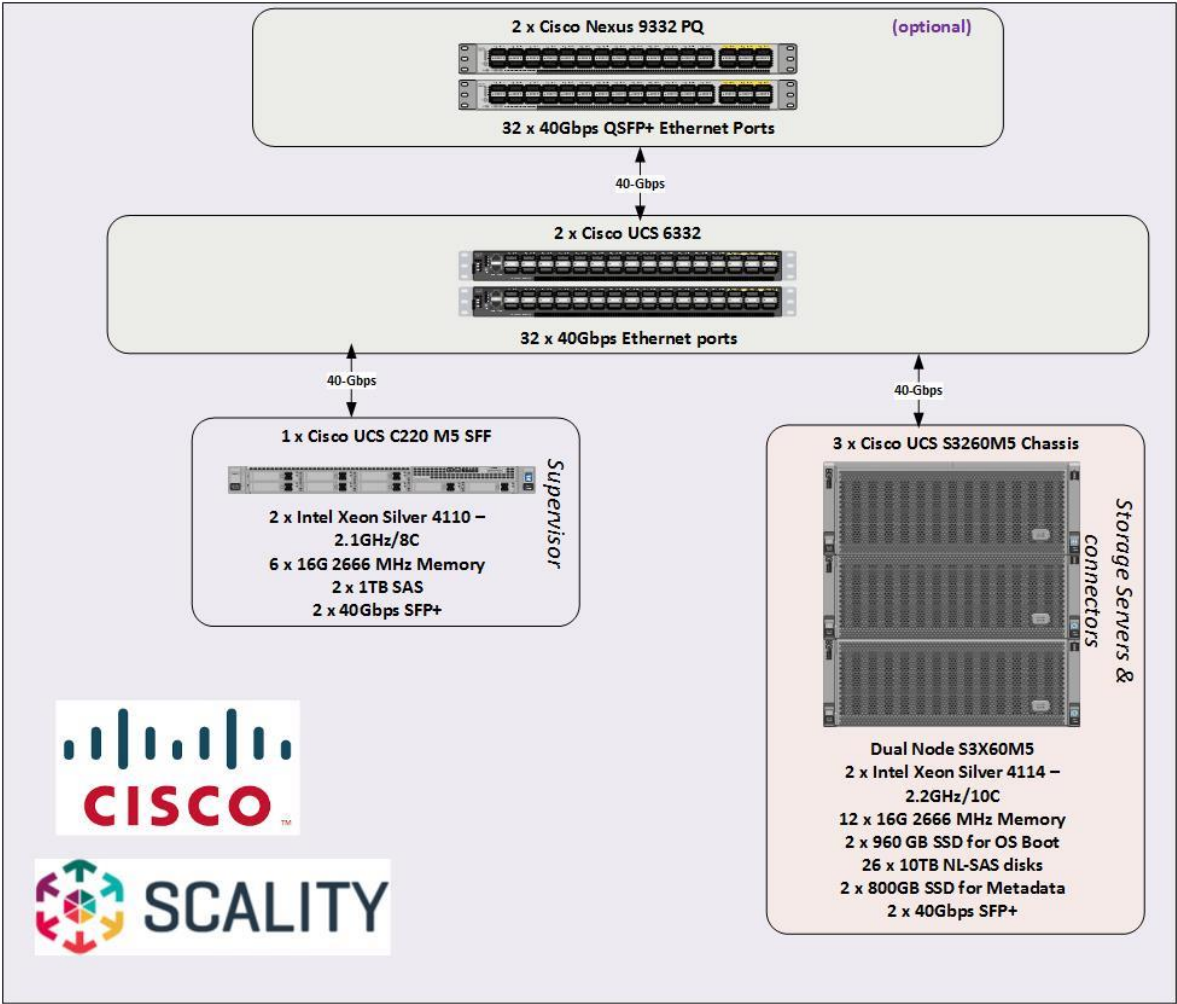 2 x Cisco Nexus 9332 PQ
(optional)
32 x 40Gbps QSFP+ Ethernet Ports
40-Gbps
2 x Cisco UCS 6332
32 x 40Gbps Ethernet ports
40-Gbps
40-Gbps
1 x Cisco UCS C220 M5 SFF
Supervisor
2 x Intel Xeon Silver 4110 –
2.1GHz/8C
6 x 16G 2666 MHz Memory
2 x 1TB SAS
2 x 40Gbps SFP+
3 x Cisco UCS S3260M5 Chassis
Storage Servers &
connectors
Dual Node S3X60M5
2 x Intel Xeon Silver 4114 –
2.2GHz/10C
12 x 16G 2666 MHz Memory
2 x 960 GB SSD for OS Boot
26 x 10TB NL-SAS disks
2 x 800GB SSD for Metadata
2 x 40Gbps SFP+
CISCO™
SCALITY